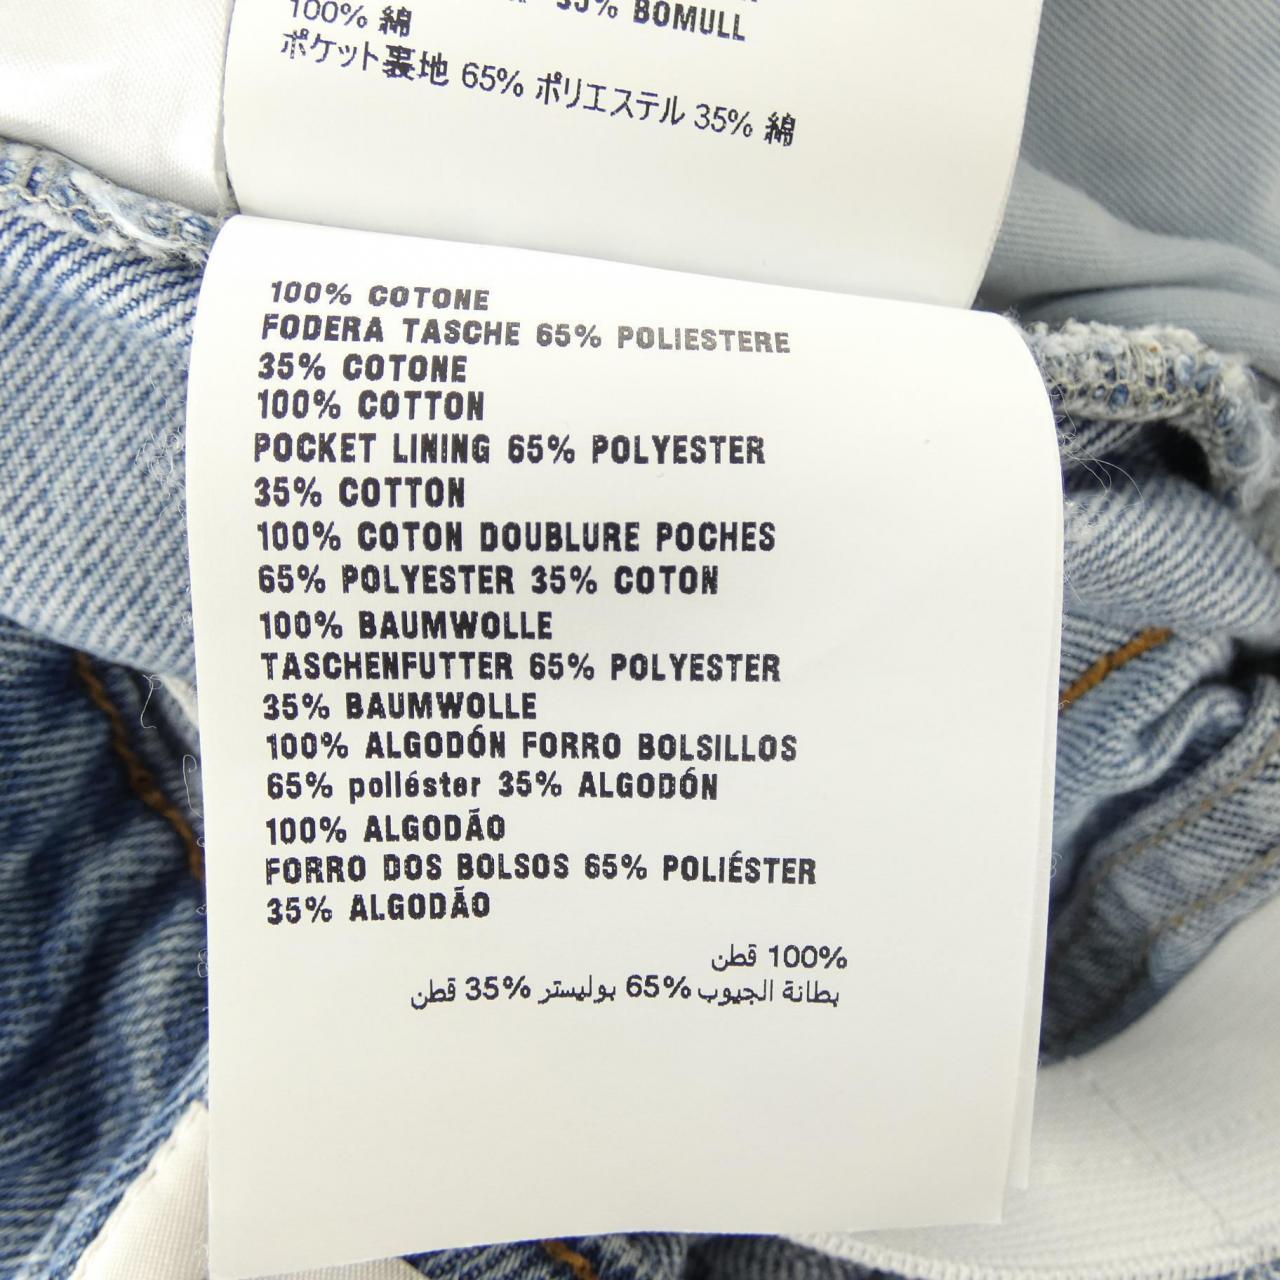 35% BOMULL
100% 綿
ポケット裏地 65% ポリエステル 35% 綿
100% COTONE
FODERA TASCHE 65% POLIESTERE
35% COTONE
100% COTTON
POCKET LINING 65% POLYESTER
35% COTTON
100% COTON DOUBLURE POCHES
65% POLYESTER 35% COTON
100% BAUMWOLLE
TASCHENFUTTER 65% POLYESTER
35% BAUMWOLLE
100% ALGODÓN FORRO BOLSILLOS
65% poliéster 35% ALGODÓN
100% ALGODÃO
FORRO DOS BOLSOS 65% POLIÉSTER
35% ALGODÃO
100% قطن
بطانة الجيوب 65% بوليستر 35% قطن